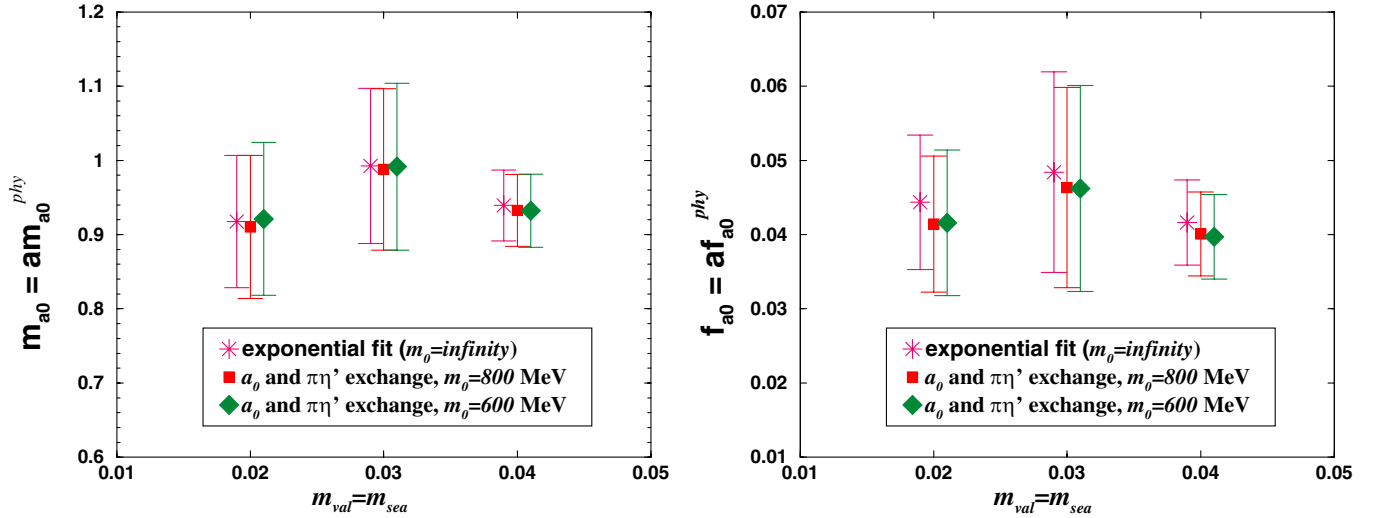 1.2
1.1
1
0.9
0.8
0.7
0.6
m_a0 = am_a0^phy
exponential fit (m_0=infinity)
a_0 and πη’ exchange, m_0=800 MeV
a_0 and πη’ exchange, m_0=600 MeV
0.01 0.02 0.03 0.04 0.05
m_val=m_sea
0.07
0.06
0.05
0.04
0.03
0.02
0.01
f_a0 = af_a0^phy
exponential fit (m_0=infinity)
a_0 and πη’ exchange, m_0=800 MeV
a_0 and πη’ exchange, m_0=600 MeV
0.01 0.02 0.03 0.04 0.05
m_val=m_sea